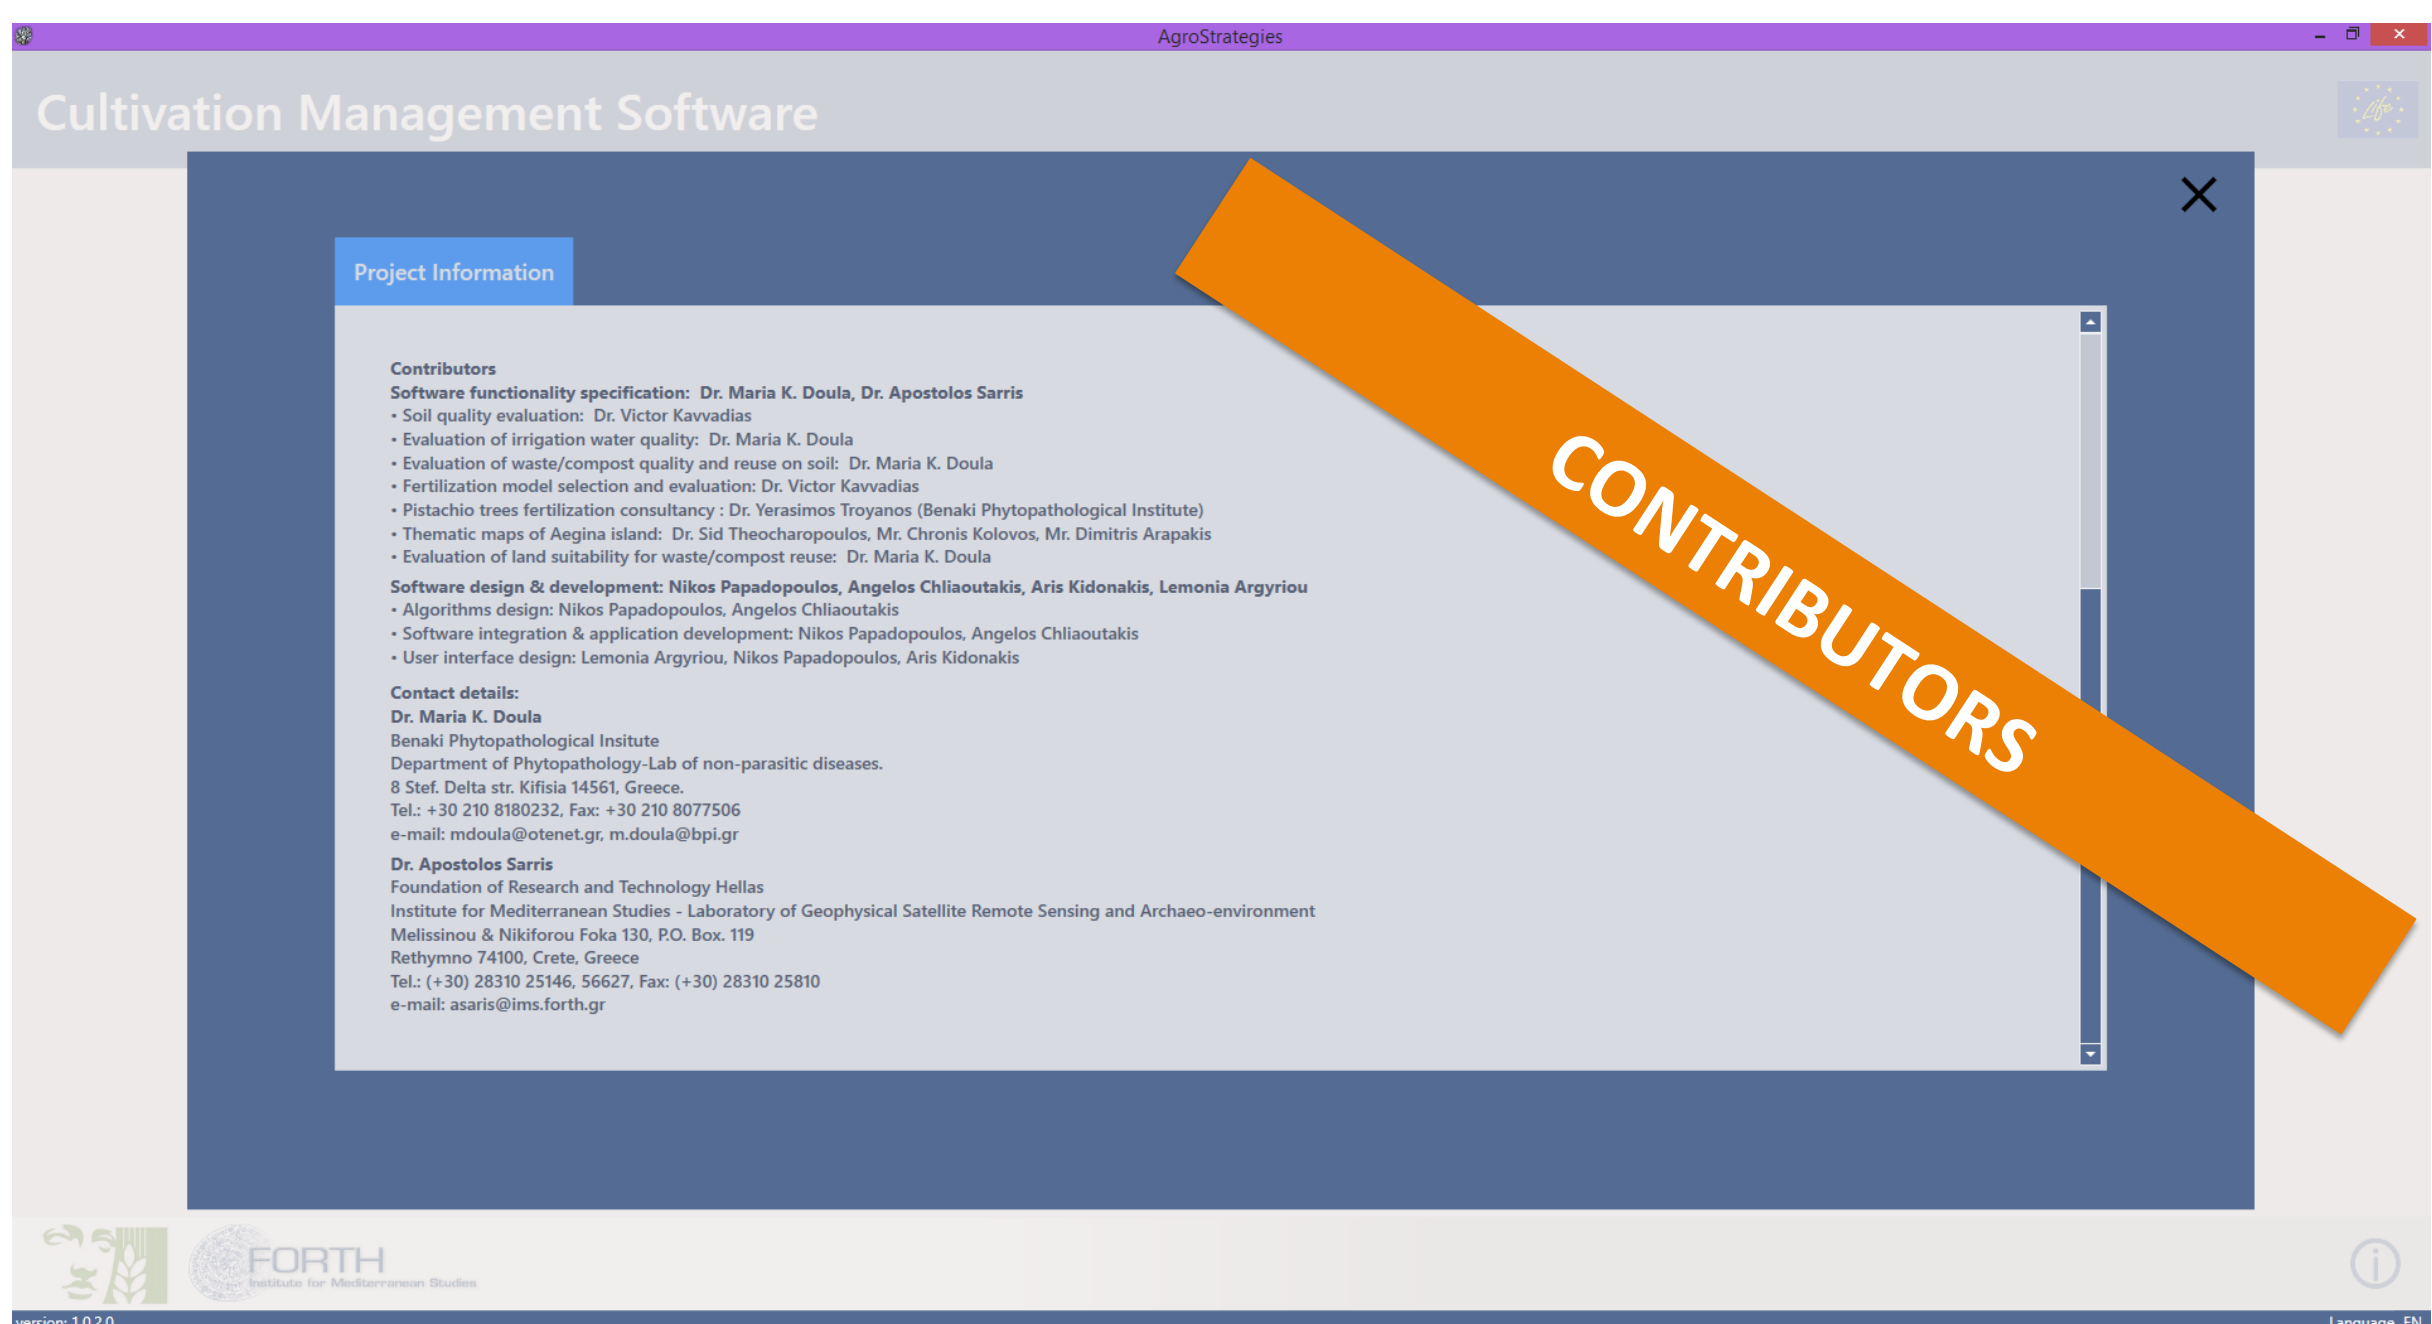 AgroStrategies
Cultivation Management Software
Life
Project Information
Contributors
Software functionality specification: Dr. Maria K. Doula, Dr. Apostolos Sarris
• Soil quality evaluation: Dr. Victor Kavvadias
• Evaluation of irrigation water quality: Dr. Maria K. Doula
• Evaluation of waste/compost quality and reuse on soil: Dr. Maria K. Doula
• Fertilization model selection and evaluation: Dr. Victor Kavvadias
• Pistachio trees fertilization consultancy : Dr. Yerasimos Troyanos (Benaki Phytopathological Institute)
• Thematic maps of Aegina island: Dr. Sid Theocharopoulos, Mr. Chronis Kolovos, Mr. Dimitris Arapakis
• Evaluation of land suitability for waste/compost reuse: Dr. Maria K. Doula
Software design & development: Nikos Papadopoulos, Angelos Chliaoutakis, Aris Kidonakis, Lemonia Argyriou
• Algorithms design: Nikos Papadopoulos, Angelos Chliaoutakis
• Software integration & application development: Nikos Papadopoulos, Angelos Chliaoutakis
• User interface design: Lemonia Argyriou, Nikos Papadopoulos, Aris Kidonakis
Contact details:
Dr. Maria K. Doula
Benaki Phytopathological Insitute
Department of Phytopathology-Lab of non-parasitic diseases.
8 Stef. Delta str. Kifisia 14561, Greece.
Tel.: +30 210 8180232, Fax: +30 210 8077506
e-mail: mdoula@otenet.gr, m.doula@bpi.gr
Dr. Apostolos Sarris
Foundation of Research and Technology Hellas
Institute for Mediterranean Studies - Laboratory of Geophysical Satellite Remote Sensing and Archaeo-environment
Melissinou & Nikiforou Foka 130, P.O. Box. 119
Rethymno 74100, Crete, Greece
Tel.: (+30) 28310 25146, 56627, Fax: (+30) 28310 25810
e-mail: asaris@ims.forth.gr
CONTRIBUTORS
FORTH
Institute for Mediterranean Studies
version: 1.0.2.0
Language EN